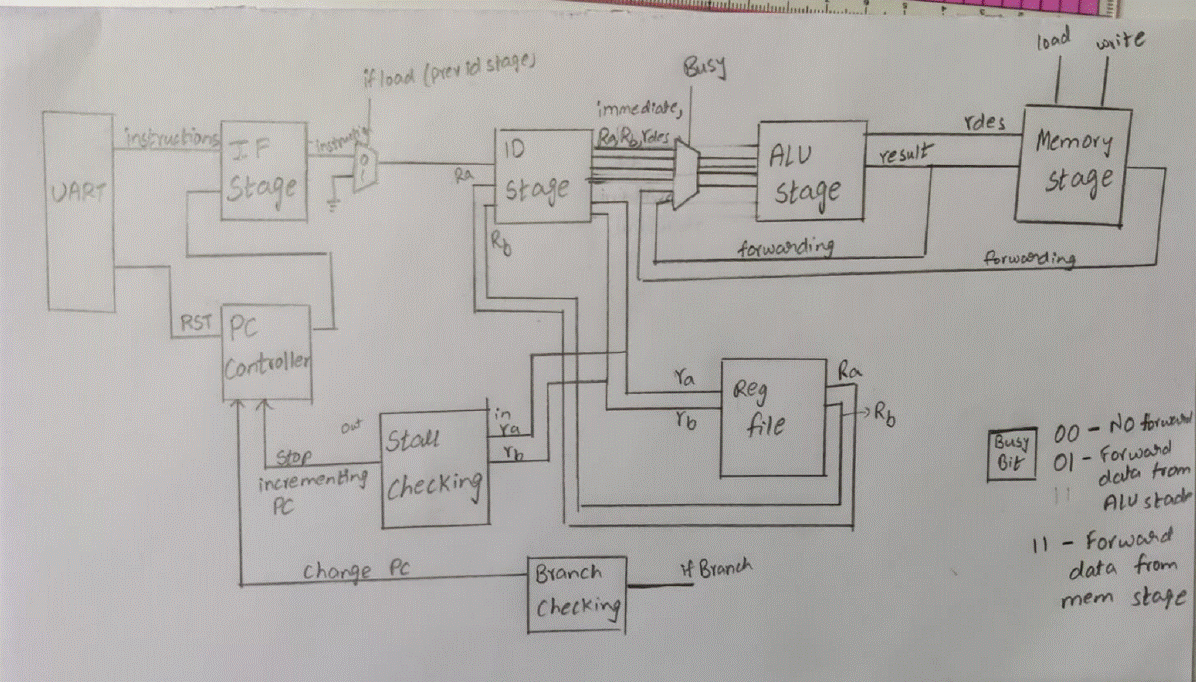 load write
if load (prev id stage)
Busy
immediate,
Ra, Rb, rdes
instructions
UART
IF
Stage
0
1
ID
Stage
Ra
Rb
ALU
Stage
rdes
result
Memory
Stage
forwarding
forwarding
RST
PC
Controller
out
Stop
incrementing
PC
Stall
Checking
in
ra
rb
ra
rb
Reg
file
Ra
Rb
Change PC
Branch
Checking
if Branch
Busy
Bit
00 - No forward
01 - Forward
data from
ALU stade
11
11 - Forward
data from
mem stage